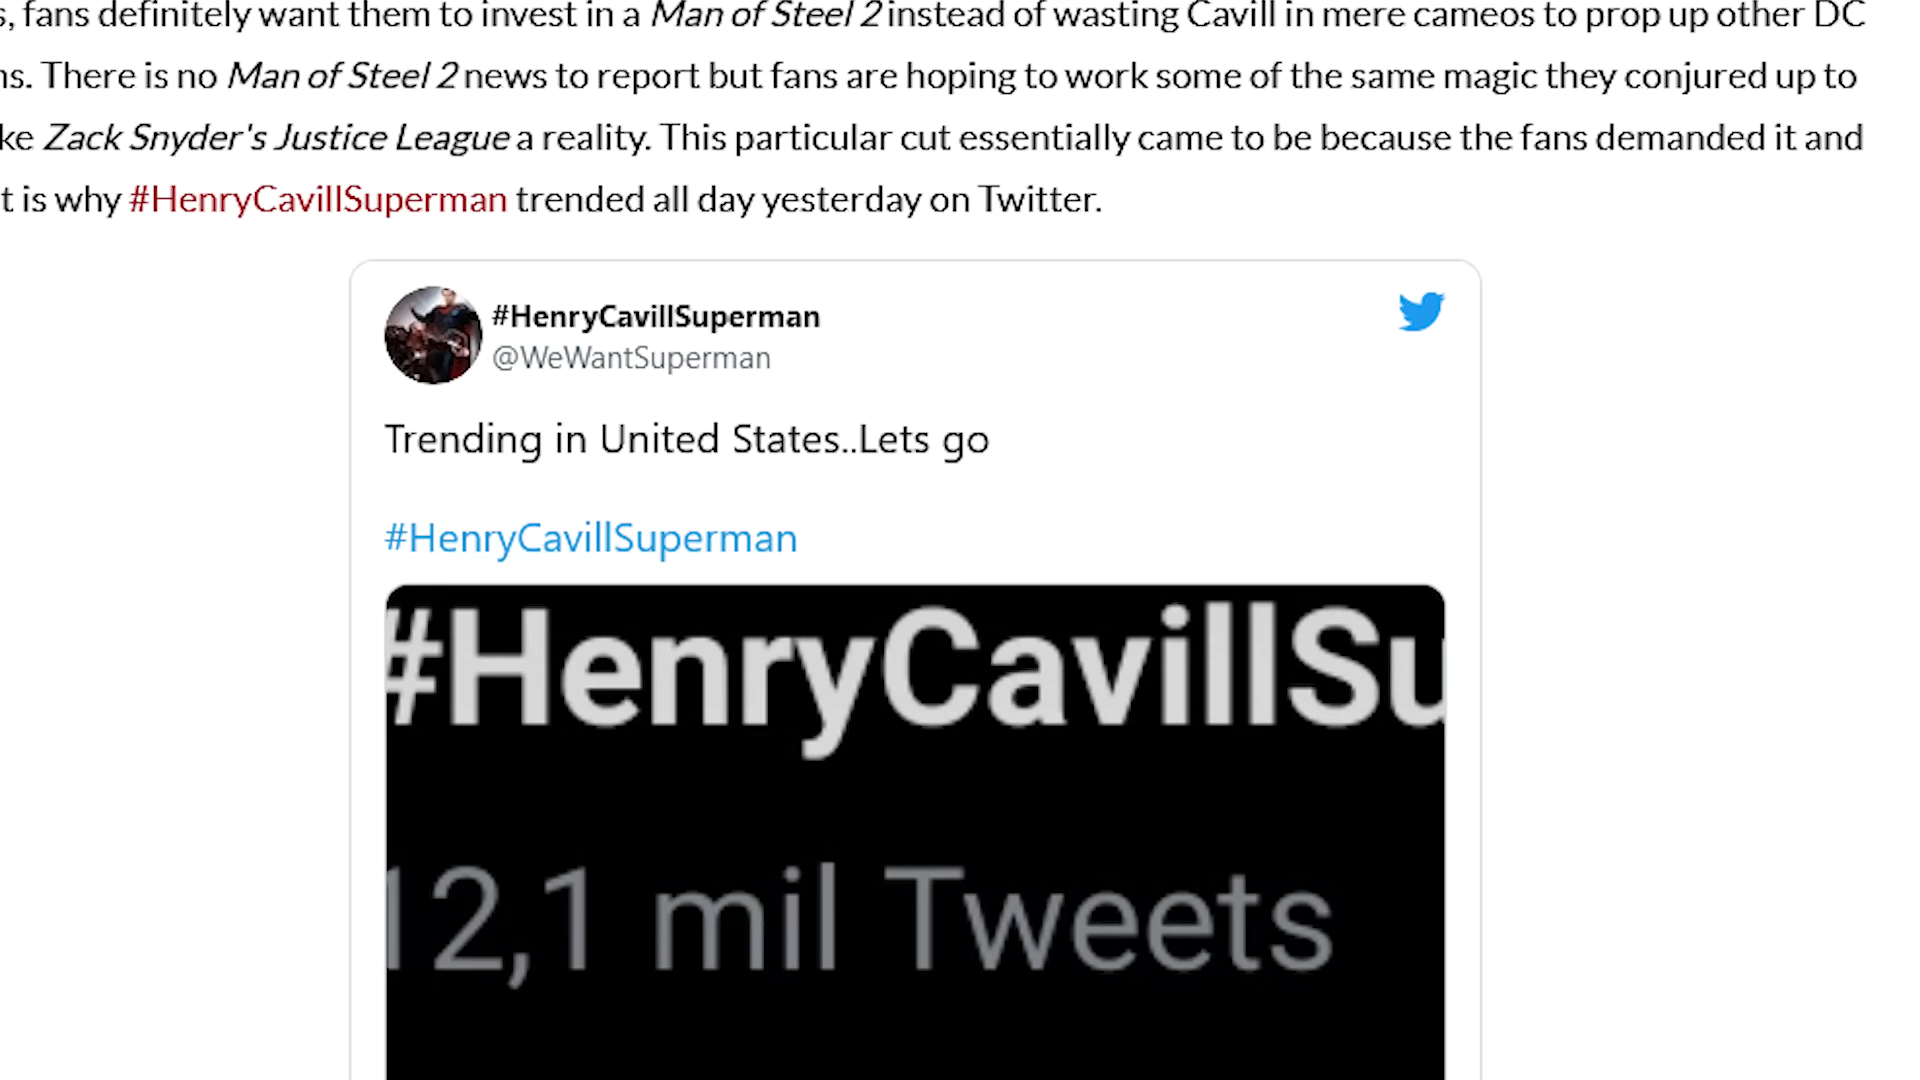 , fans definitely want them to invest in a Man of Steel 2 instead of wasting Cavill in mere cameos to prop up other DC
There is no Man of Steel 2 news to report but fans are hoping to work some of the same magic they conjured up to
Zack Snyder's Justice League a reality. This particular cut essentially came to be because the fans demanded it and
is why #HenryCavillSuperman trended all day yesterday on Twitter.
#HenryCavillSuperman
@WeWantSuperman
Trending in United States..Lets go
#HenryCavillSuperman
#HenryCavillSu
12,1 mil Tweets